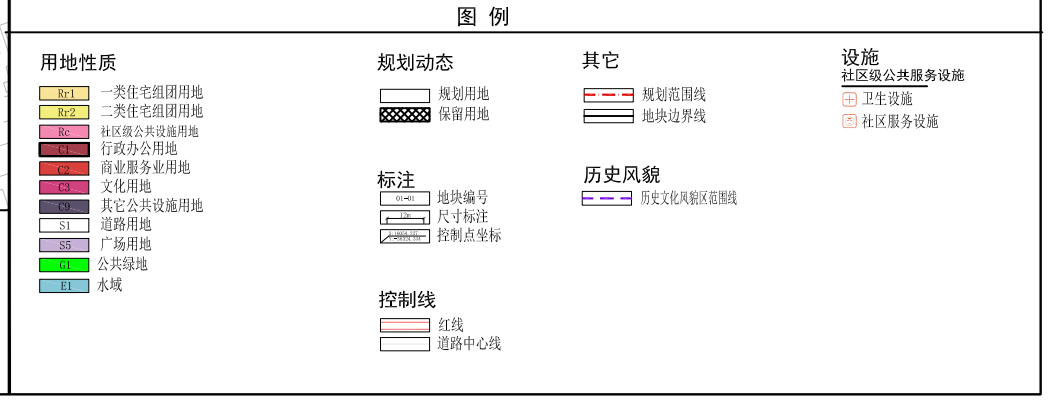 图 例
用地性质
Rr1 一类住宅组团用地
Rr2 二类住宅组团用地
Rc 社区级公共设施用地
C1 行政办公用地
C2 商业服务业用地
C3 文化用地
C9 其它公共设施用地
S1 道路用地
S5 广场用地
G1 公共绿地
E1 水域
规划动态
规划用地
保留用地
标注
01-01 地块编号
12m 尺寸标注
控制点坐标
控制线
红线
道路中心线
其它
规划范围线
地块边界线
历史风貌
历史文化风貌区范围线
设施
社区级公共服务设施
卫生设施
社区服务设施